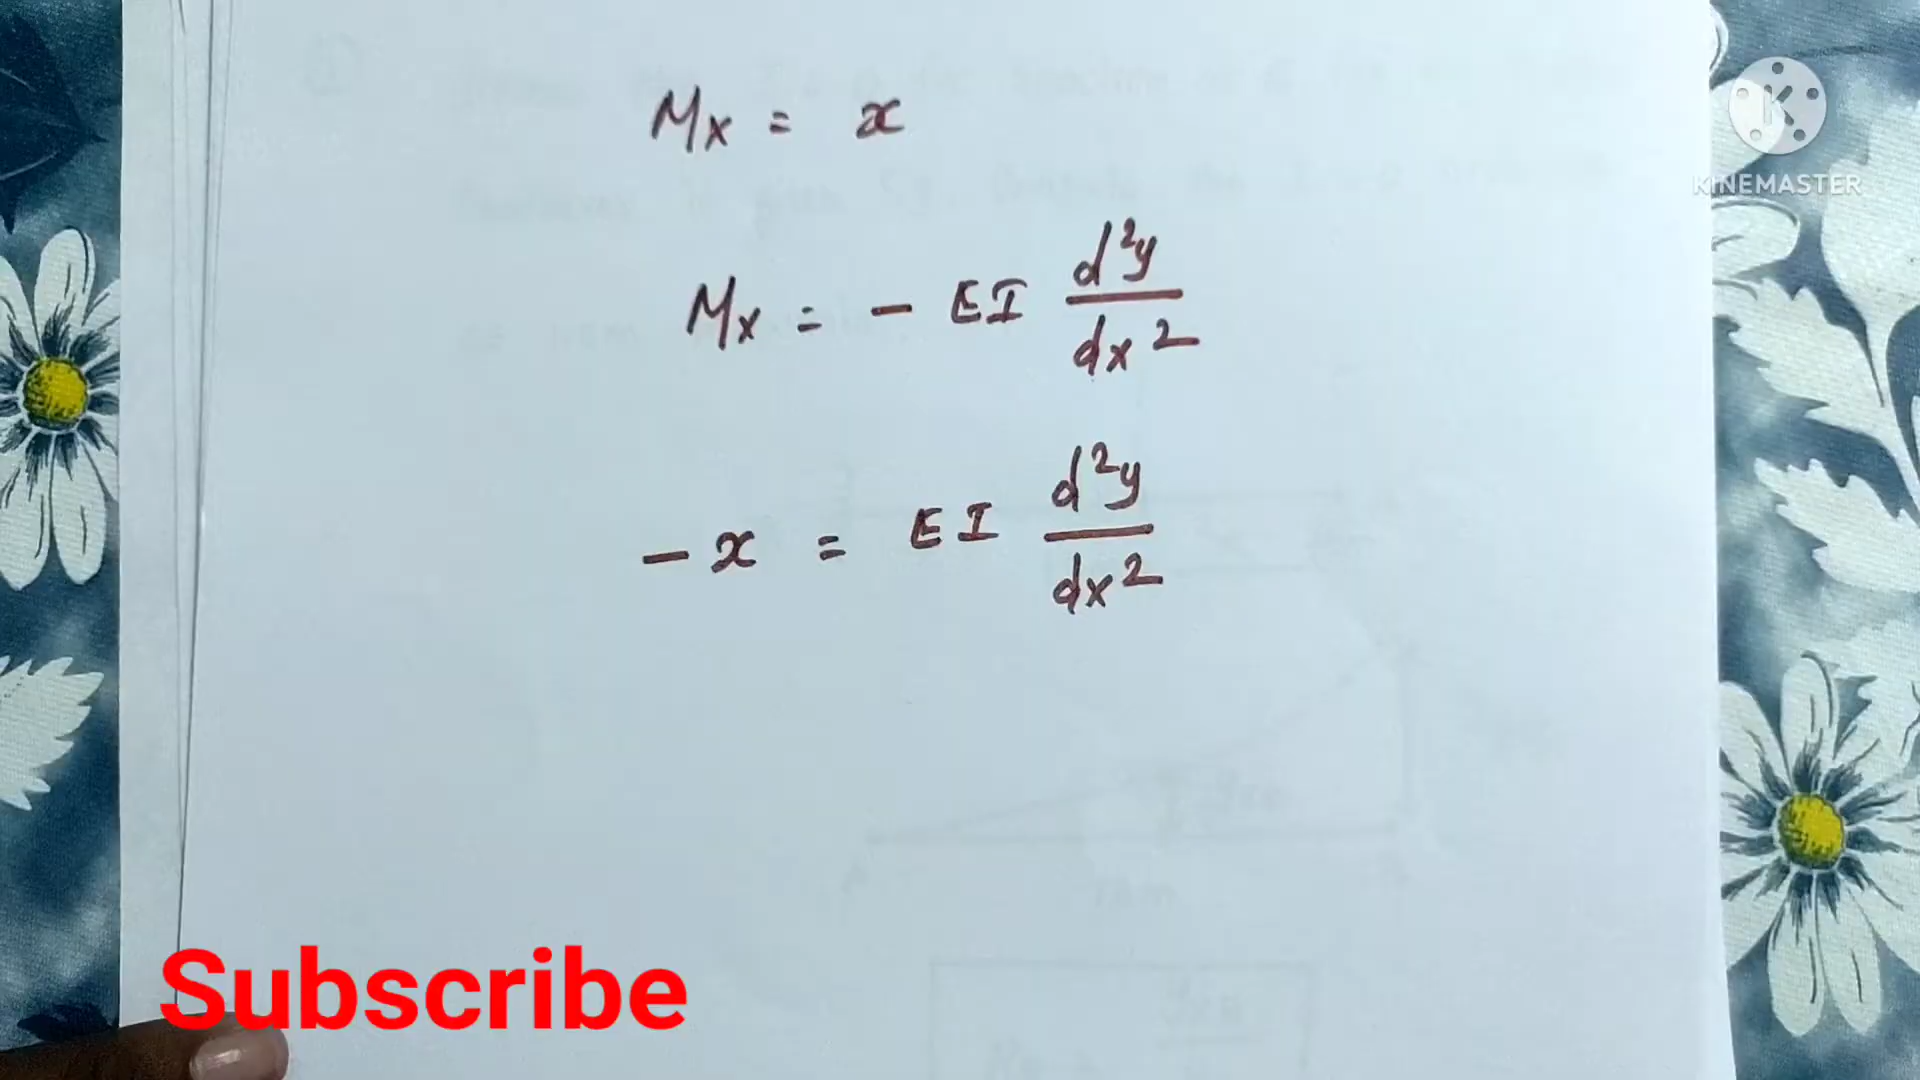 Mx = x
KINEMASTER
Mx = - EI d²y/dx²
- x = EI d²y/dx²
Subscribe